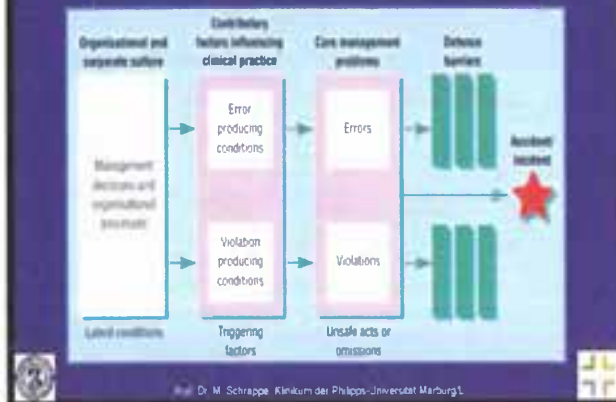 Organisational and
corporate culture
Contributory
factors influencing
clinical practice
Care management
problems
Defence
barriers
Management
decisions and
organisational
processes
Error
producing
conditions
Errors
Accident/
incident
Violation
producing
conditions
Violations
Latent conditions
Triggering
factors
Unsafe acts or
omissions
Prof. Dr. M. Schrappe, Klinikum der Philipps-Universität Marburg